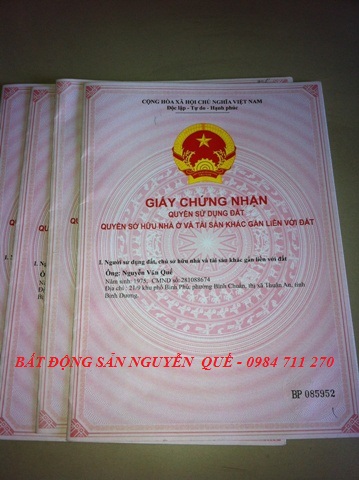 CỘNG HÒA XÃ HỘI CHỦ NGHĨA VIỆT NAM
Độc lập - Tự do - Hạnh phúc
GIẤY CHỨNG NHẬN
QUYỀN SỬ DỤNG ĐẤT
QUYỀN SỞ HỮU NHÀ Ở VÀ TÀI SẢN KHÁC GẮN LIỀN VỚI ĐẤT
I. Người sử dụng đất, chủ sở hữu nhà ở và tài sản khác gắn liền với đất
Ông: Nguyễn Văn Quế
Năm sinh: 1975, CMND số: 281088674
Địa chỉ: 21/9 khu phố Bình Phú, phường Bình Chuẩn, thị xã Thuận An, tỉnh
Bình Dương.
BẤT ĐỘNG SẢN NGUYỄN QUẾ - 0984 711 270
BP 085952